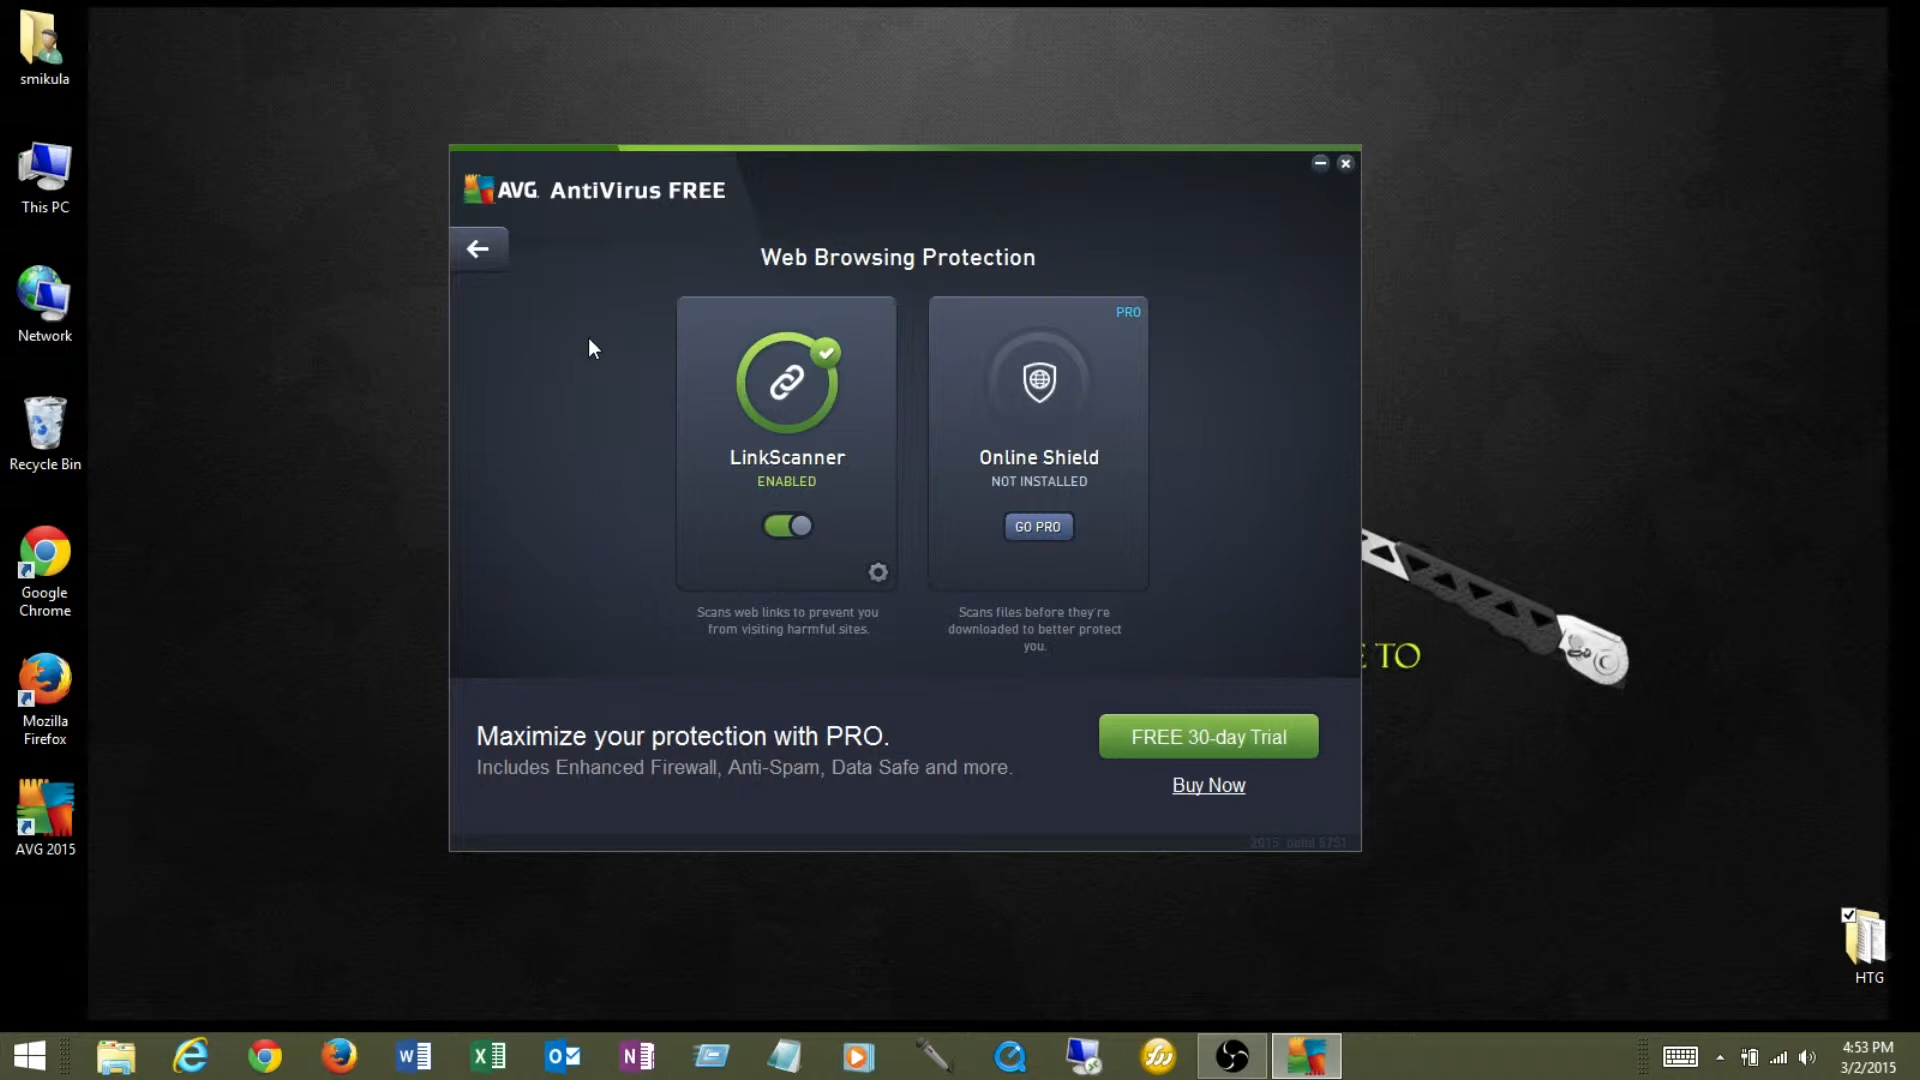 smikula
This PC
Network
Recycle Bin
Google
Chrome
Mozilla
Firefox
AVG 2015
AVG AntiVirus FREE
Web Browsing Protection
LinkScanner
ENABLED
Scans web links to prevent you
from visiting harmful sites.
PRO
Online Shield
NOT INSTALLED
GO PRO
Scans files before they're
downloaded to better protect
you.
Maximize your protection with PRO.
Includes Enhanced Firewall, Anti-Spam, Data Safe and more.
FREE 30-day Trial
Buy Now
2015 build 5751
TO
HTG
4:53 PM
3/2/2015